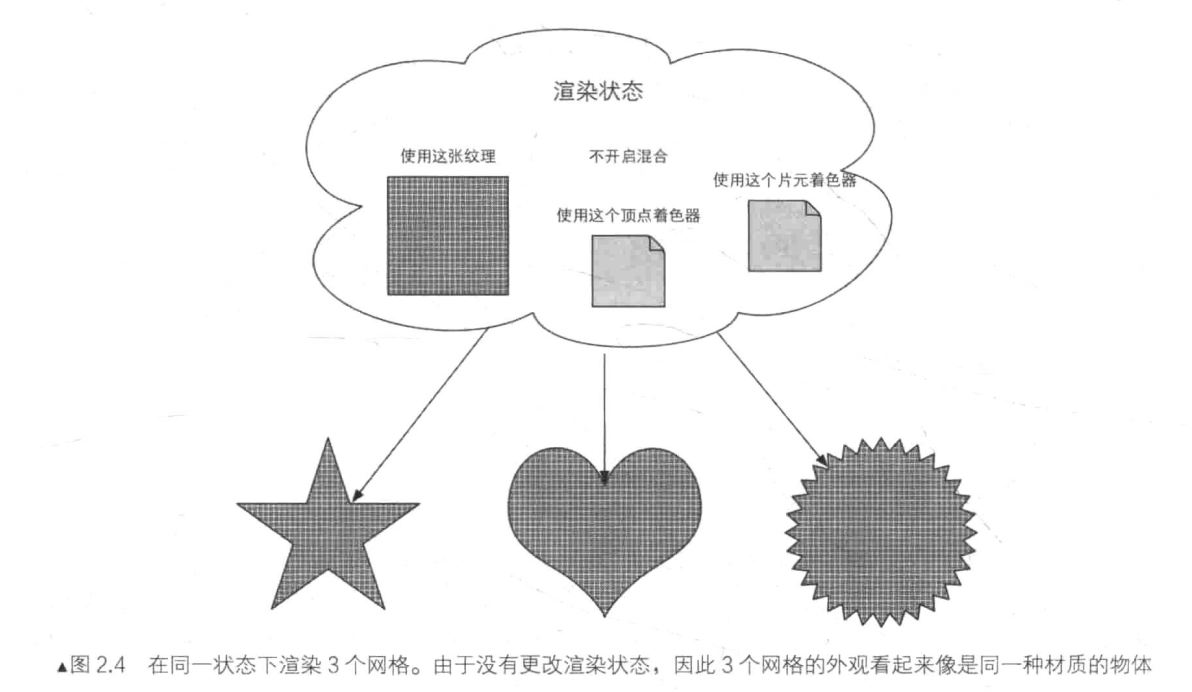 渲染状态
使用这张纹理
不开启混合
使用这个片元着色器
使用这个顶点着色器
▲图 2.4 在同一状态下渲染 3 个网格。由于没有更改渲染状态，因此 3 个网格的外观看起来像是同一种材质的物体